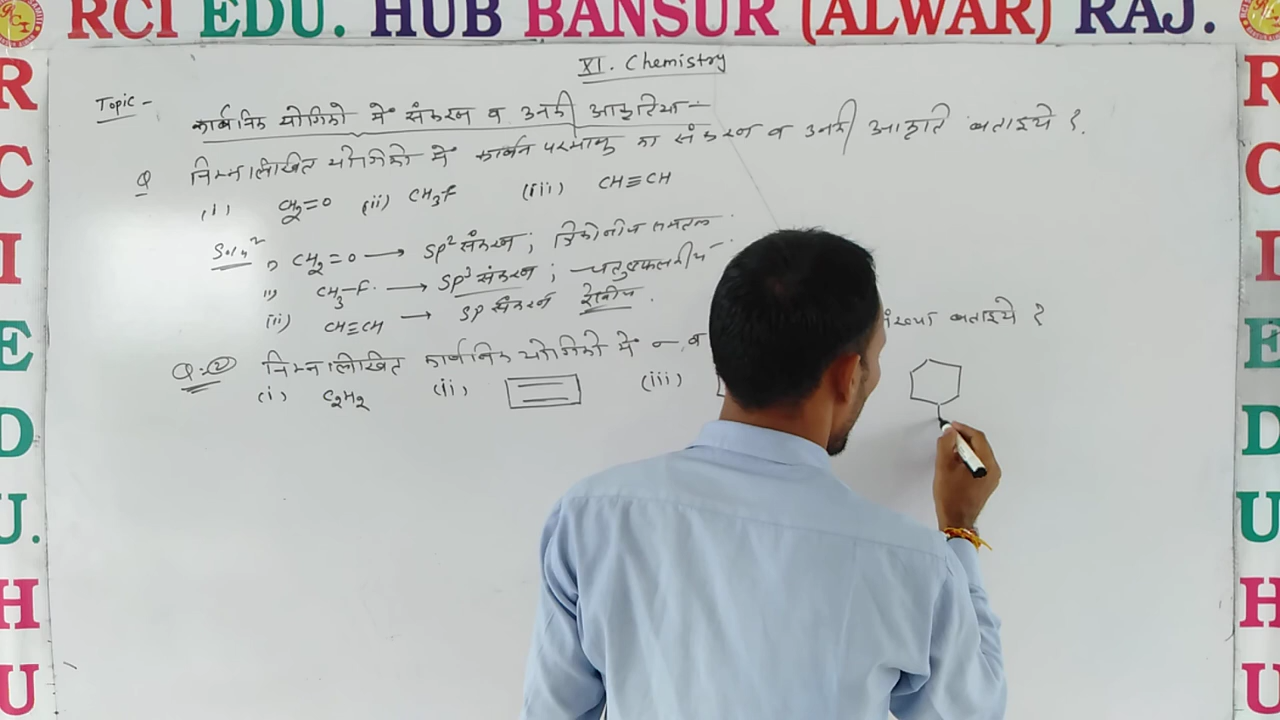 RCI EDU. HUB BANSUR (ALWAR) RAJ.
XI. Chemistry
Topic -
कार्बनिक यौगिको में संकरण व उनकी आकृतिया -
Q निम्नलिखित यौगिको में कार्बन परमाणु का संकरण व उनकी आकृति बताइये ?
(i) CH₂=O (ii) CH₃F (iii) CH≡CH
Solnⁿ i) CH₂=O ⟶ SP² संकरण ; त्रिकोनीय समतल
ii) CH₃-F. ⟶ SP³ संकरण ; चतुष्फलकीय
(iii) CH≡CH ⟶ SP संकरण रेखीय .
Q.② निम्नलिखित कार्बनिक यौगिको में σ व संख्या बताइये ?
(i) C₂H₂ (ii) (iii)
R
C
I
E
D
U.
H
U
R
C
I
E
D
U
H
U